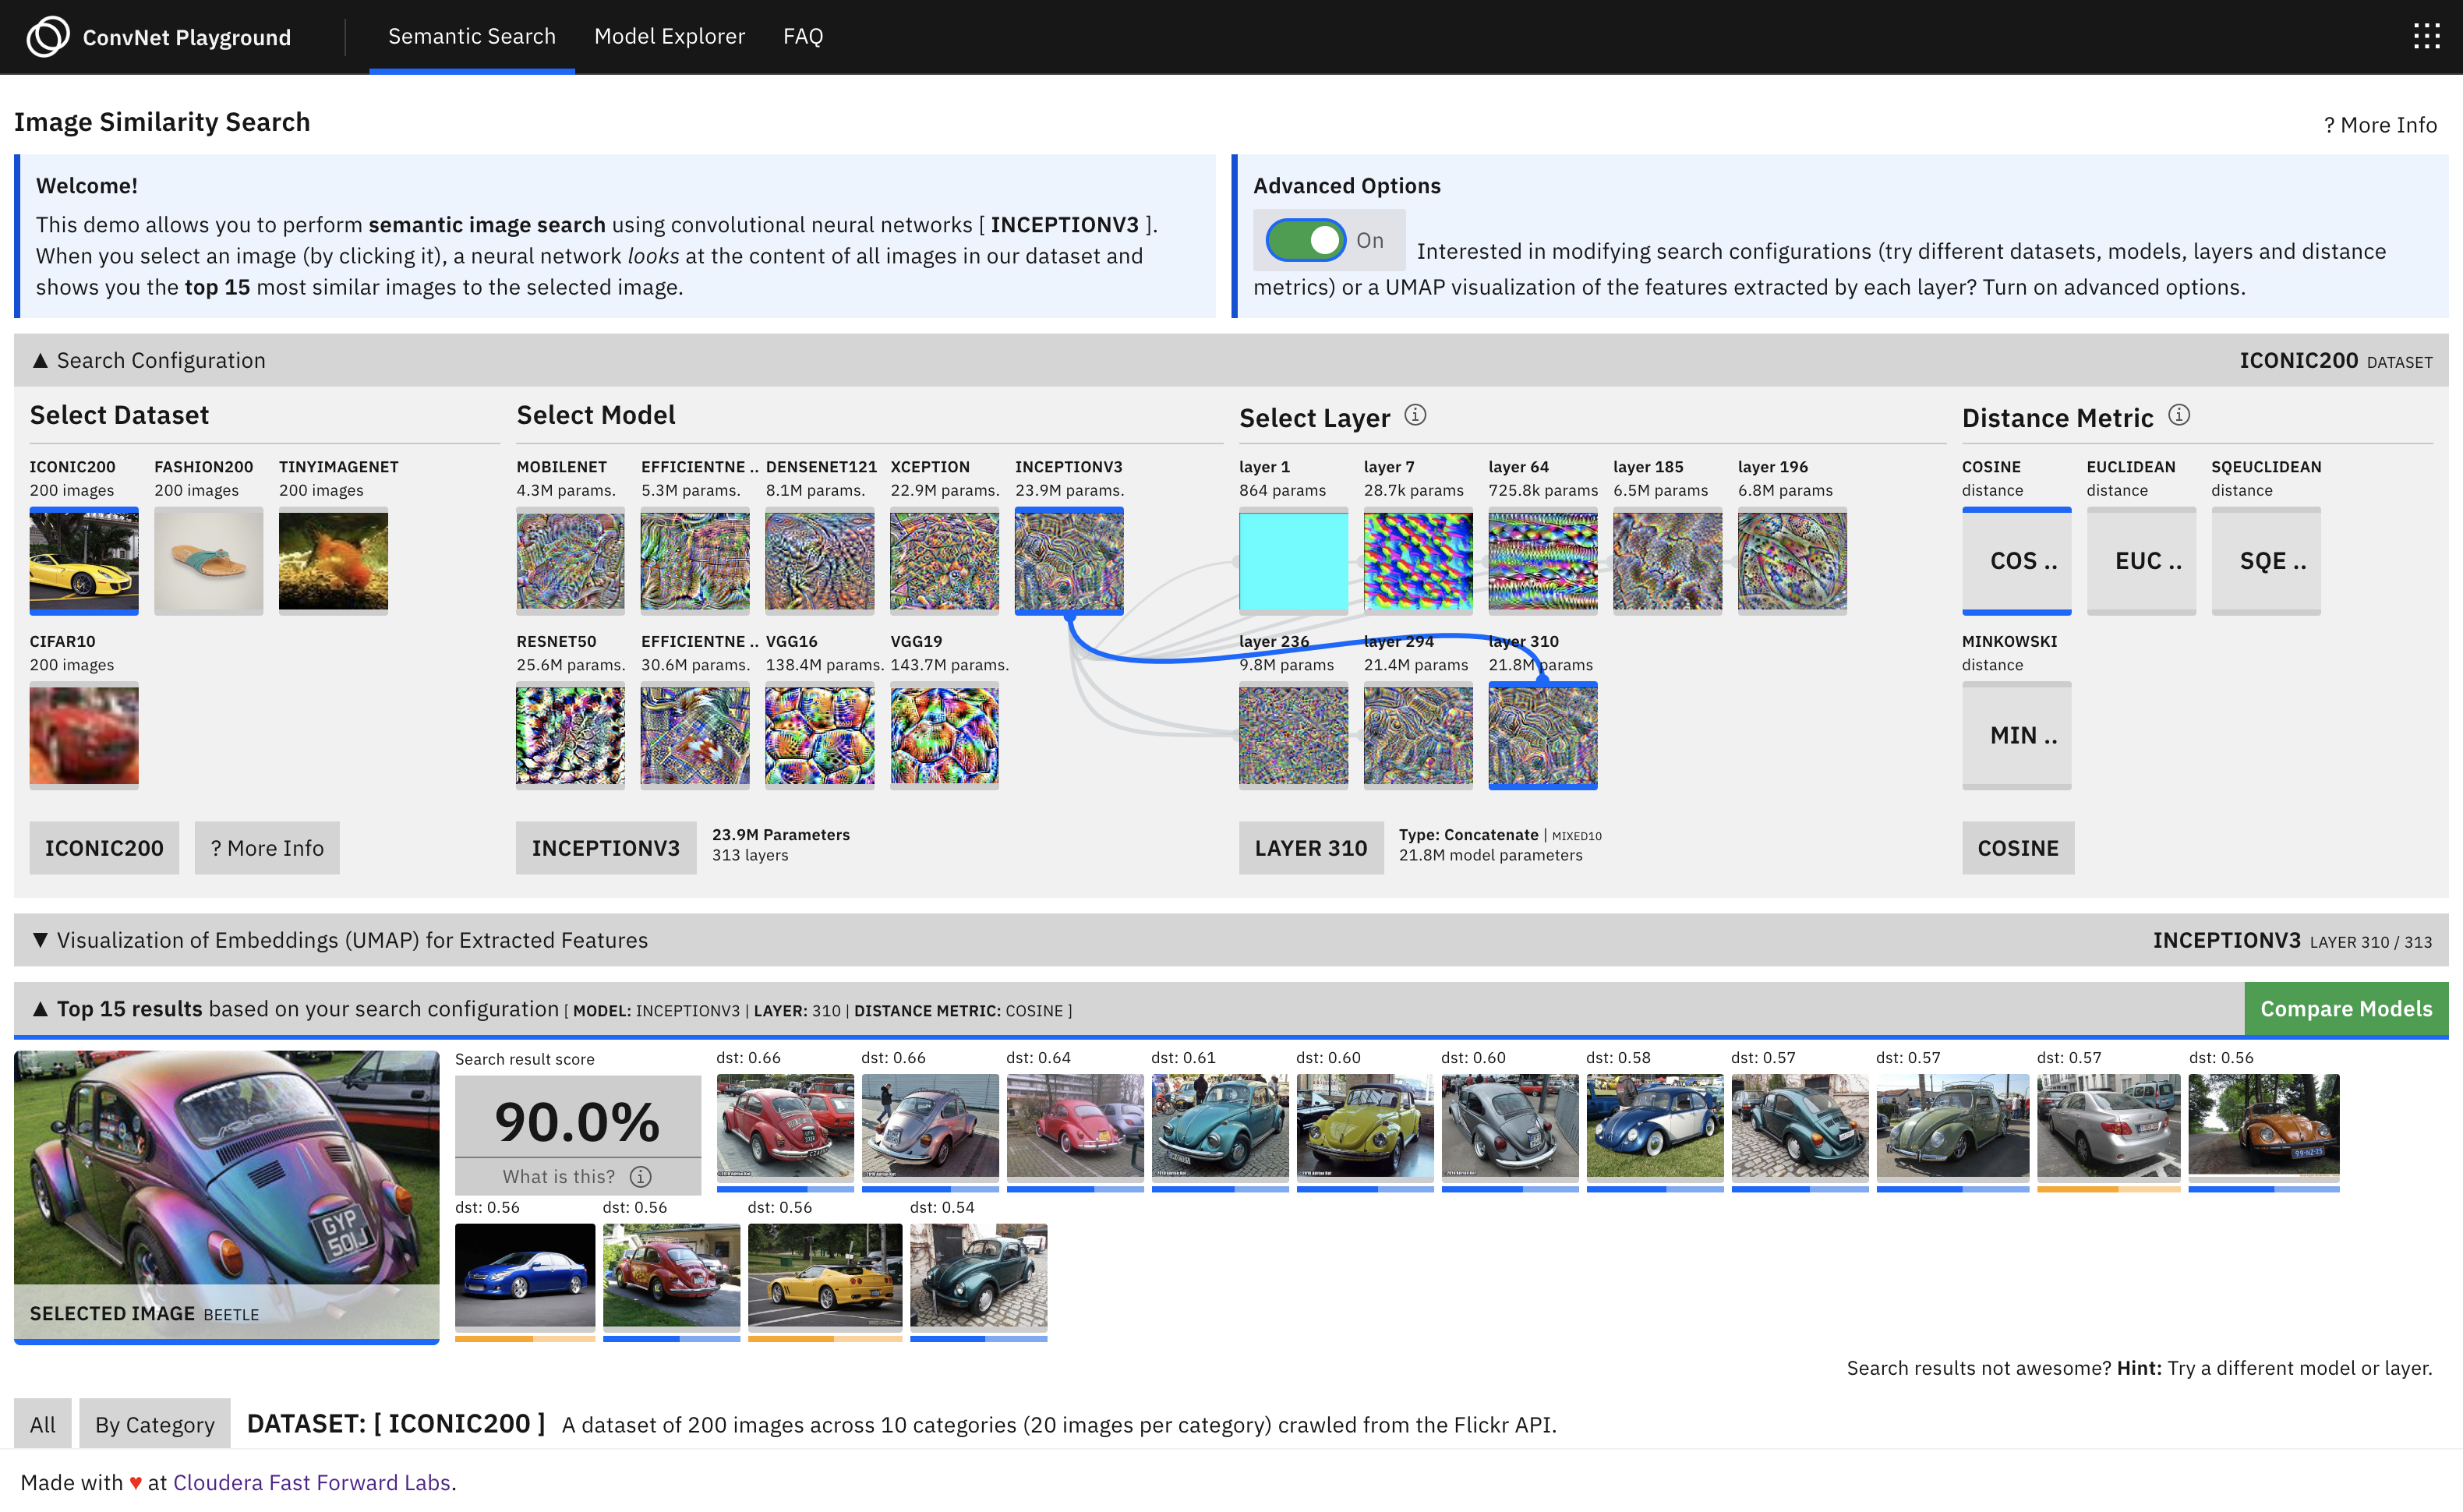 ConvNet Playground
Semantic Search
Model Explorer
FAQ
Image Similarity Search
? More Info
Welcome!
This demo allows you to perform semantic image search using convolutional neural networks [ INCEPTIONV3 ].
When you select an image (by clicking it), a neural network looks at the content of all images in our dataset and
shows you the top 15 most similar images to the selected image.
Advanced Options
On
Interested in modifying search configurations (try different datasets, models, layers and distance
metrics) or a UMAP visualization of the features extracted by each layer? Turn on advanced options.
▲ Search Configuration
ICONIC200 DATASET
Select Dataset
ICONIC200
200 images
FASHION200
200 images
TINYIMAGENET
200 images
CIFAR10
200 images
ICONIC200
? More Info
Select Model
MOBILENET
4.3M params.
EFFICIENTNE ..
5.3M params.
DENSENET121
8.1M params.
XCEPTION
22.9M params.
INCEPTIONV3
23.9M params.
RESNET50
25.6M params.
EFFICIENTNE ..
30.6M params.
VGG16
138.4M params.
VGG19
143.7M params.
INCEPTIONV3
23.9M Parameters
313 layers
Select Layer
layer 1
864 params
layer 7
28.7k params
layer 64
725.8k params
layer 185
6.5M params
layer 196
6.8M params
layer 236
9.8M params
layer 294
21.4M params
layer 310
21.8M params
LAYER 310
Type: Concatenate | MIXED10
21.8M model parameters
Distance Metric
COSINE
distance
COS ..
EUCLIDEAN
distance
EUC ..
SQEUCLIDEAN
distance
SQE ..
MINKOWSKI
distance
MIN ..
COSINE
▼ Visualization of Embeddings (UMAP) for Extracted Features
INCEPTIONV3 LAYER 310 / 313
▲ Top 15 results based on your search configuration [ MODEL: INCEPTIONV3 | LAYER: 310 | DISTANCE METRIC: COSINE ]
Compare Models
GYP
501J
SELECTED IMAGE BEETLE
Search result score
90.0%
What is this?
dst: 0.66
dst: 0.66
dst: 0.64
dst: 0.61
dst: 0.60
dst: 0.60
dst: 0.58
dst: 0.57
dst: 0.57
dst: 0.57
dst: 0.56
99-NZ-25
dst: 0.56
dst: 0.56
dst: 0.56
dst: 0.54
Search results not awesome? Hint: Try a different model or layer.
All
By Category
DATASET: [ ICONIC200 ] A dataset of 200 images across 10 categories (20 images per category) crawled from the Flickr API.
Made with ♥ at Cloudera Fast Forward Labs.